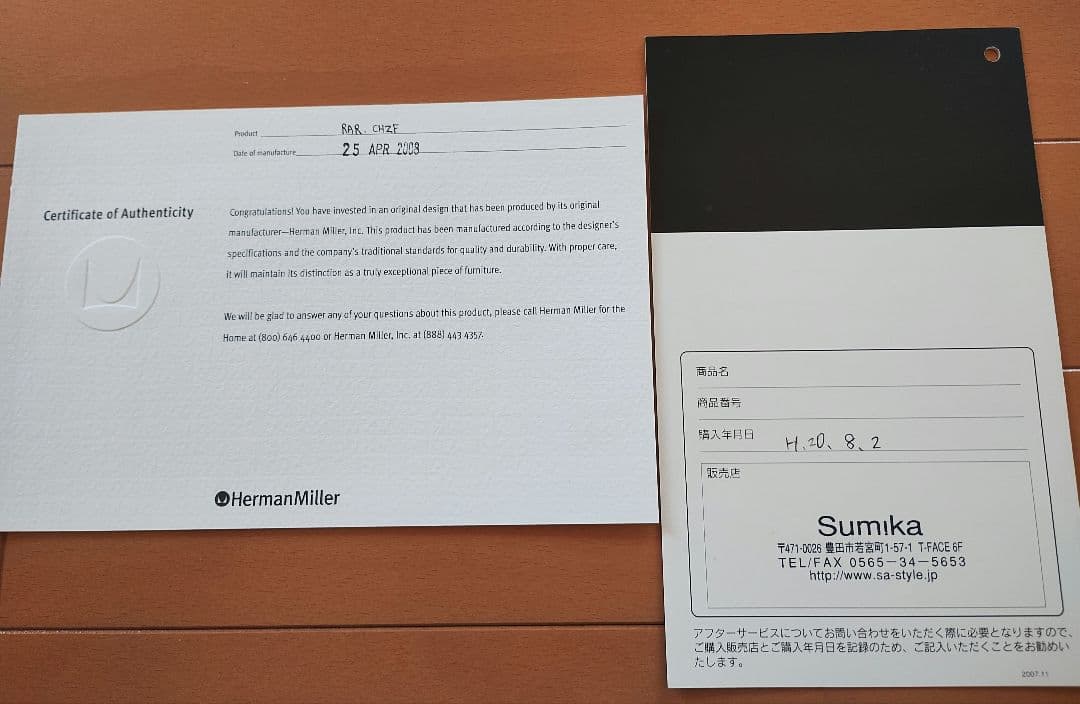 Product RAR. CHZF
Date of manufacture 25 APR 2008
Certificate of Authenticity
Congratulations! You have invested in an original design that has been produced by its original
manufacturer—Herman Miller, Inc. This product has been manufactured according to the designer's
specifications and the company's traditional standards for quality and durability. With proper care,
it will maintain its distinction as a truly exceptional piece of furniture.
We will be glad to answer any of your questions about this product, please call Herman Miller for the
Home at (800) 646 4400 or Herman Miller, Inc. at (888) 443 4357.
HermanMiller
商品名
商品番号
購入年月日 H.20、8、2
販売店
Sumika
〒471-0026 豊田市若宮町1-57-1 T-FACE 6F
TEL/FAX 0565-34-5653
http://www.sa-style.jp
アフターサービスについてお問い合わせをいただく際に必要となりますので、
ご購入販売店とご購入年月日を記録のため、ご記入いただくことをお勧めい
たします。
2007.11